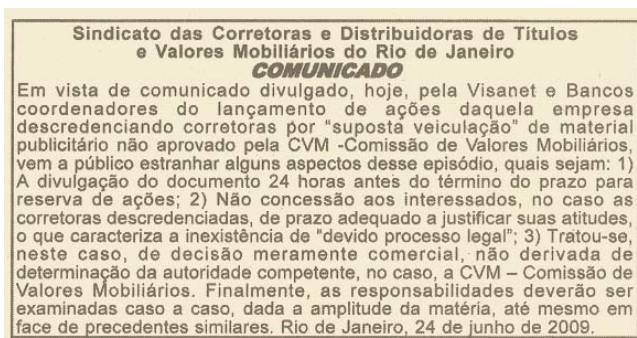 Sindicato das Corretoras e Distribuidoras de Títulos
e Valores Mobiliários do Rio de Janeiro
COMUNICADO
Em vista de comunicado divulgado, hoje, pela Visanet e Bancos
coordenadores do lançamento de ações daquela empresa
descredenciando corretoras por "suposta veiculação" de material
publicitário não aprovado pela CVM -Comissão de Valores Mobiliários,
vem a público estranhar alguns aspectos desse episódio, quais sejam: 1)
A divulgação do documento 24 horas antes do término do prazo para
reserva de ações; 2) Não concessão aos interessados, no caso as
corretoras descredenciadas, de prazo adequado a justificar suas atitudes,
o que caracteriza a inexistência de "devido processo legal"; 3) Tratou-se,
neste caso, de decisão meramente comercial, não derivada de
determinação da autoridade competente, no caso, a CVM – Comissão de
Valores Mobiliários. Finalmente, as responsabilidades deverão ser
examinadas caso a caso, dada a amplitude da matéria, até mesmo em
face de precedentes similares. Rio de Janeiro, 24 de junho de 2009.